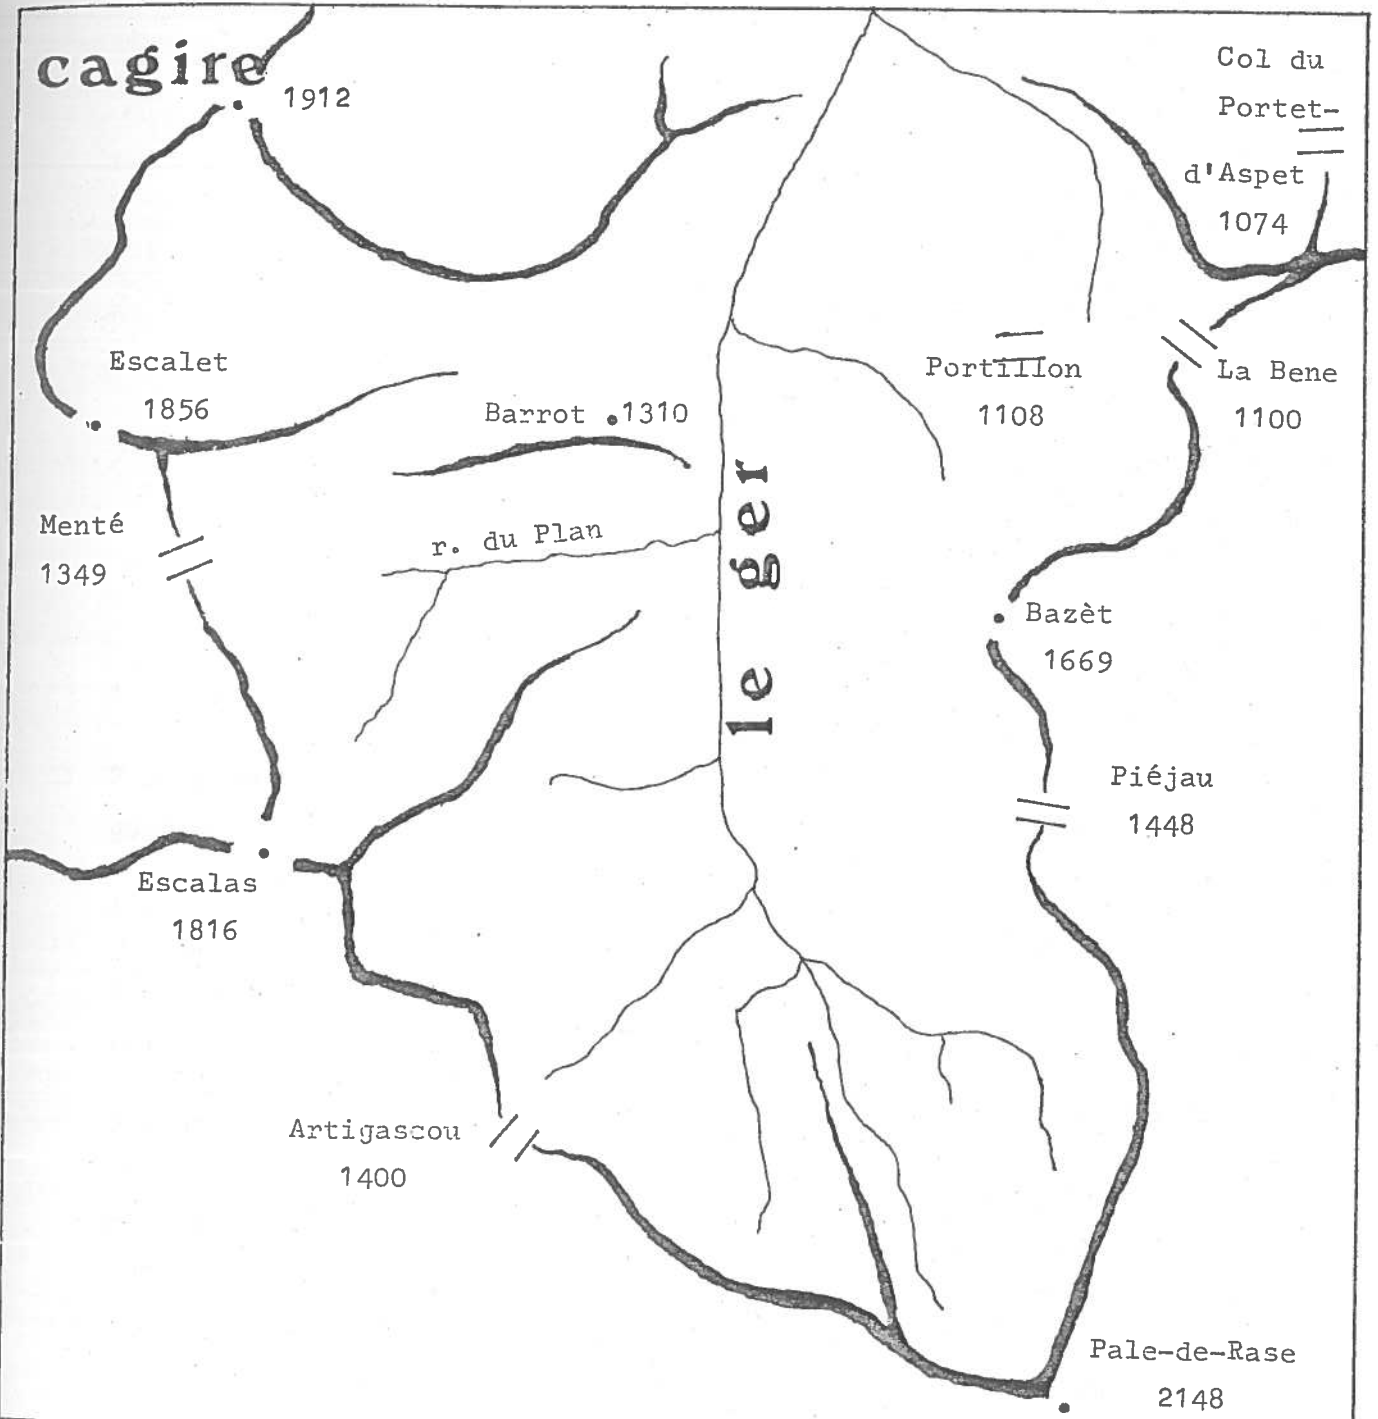 cagire
1912
Col du
Portet-
d'Aspet
1074
Escalet
1856
Barrot .1310
Portillon
1108
La Bene
1100
Menté
1349
r. du Plan
le ger
Bazèt
1669
Piéjau
1448
Escalas
1816
Artigascou
1400
Pale-de-Rase
2148